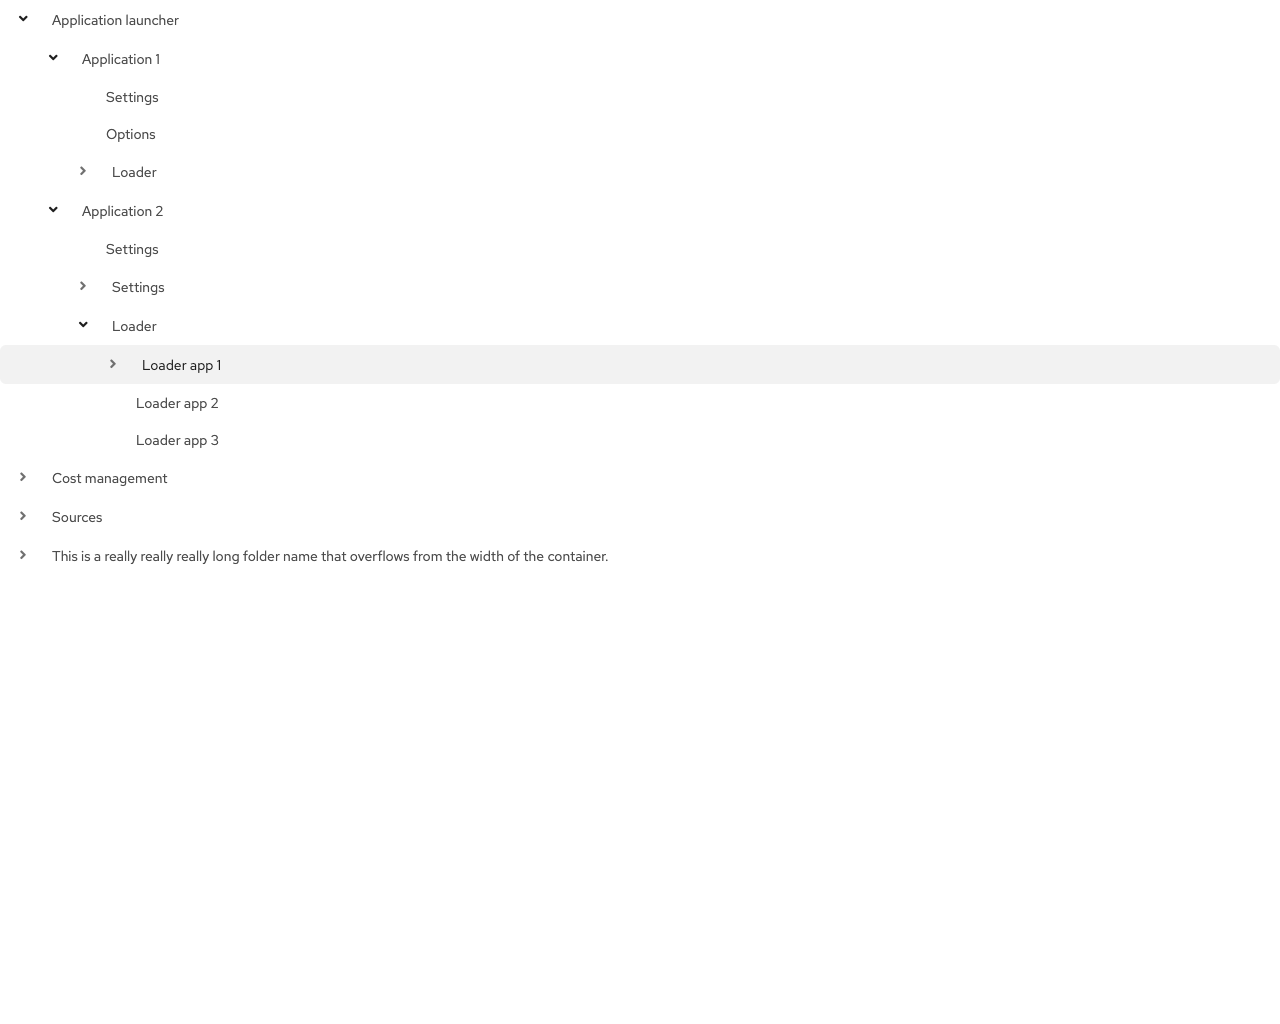 Application launcher
Application 1
Settings
Options
Loader
Application 2
Settings
Settings
Loader
Loader app 1
Loader app 2
Loader app 3
Cost management
Sources
This is a really really really long folder name that overflows from the width of the container.